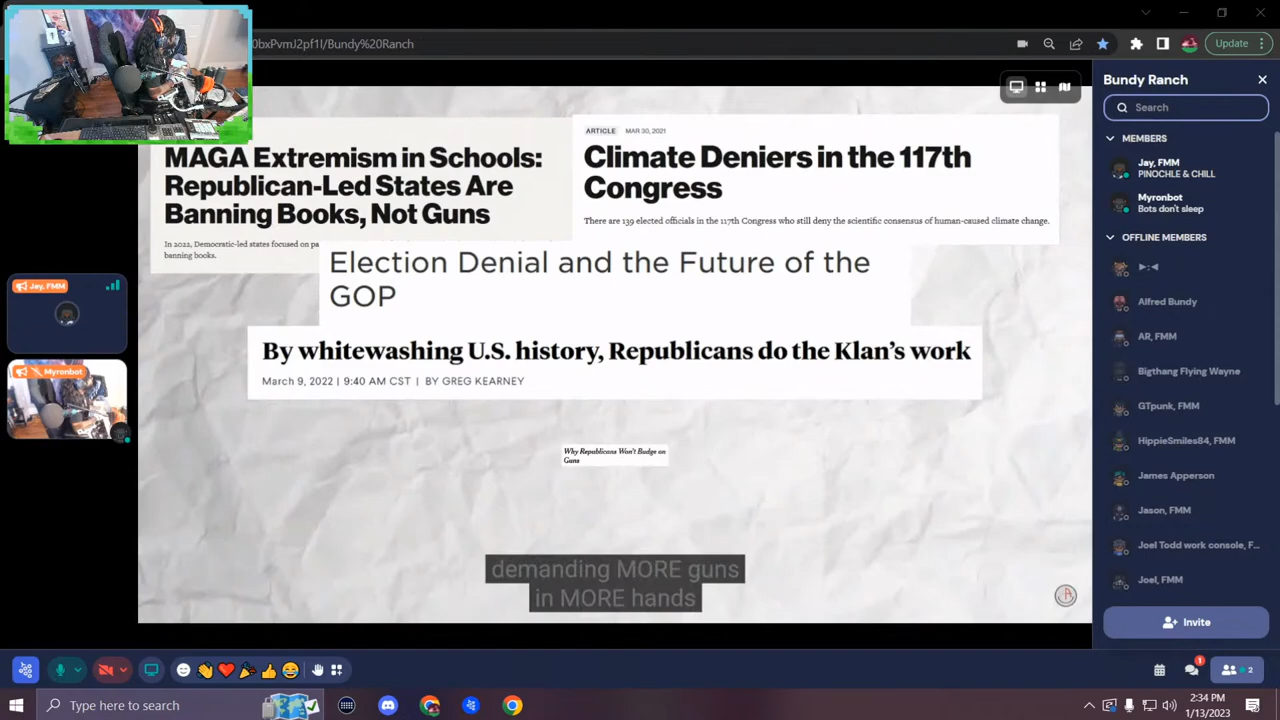 0bxPvmJ2pf1l/Bundy%20Ranch
Update
MAGA Extremism in Schools:
Republican-Led States Are
Banning Books, Not Guns
In 2022, Democratic-led states focused on pa
banning books.
ARTICLE MAR 30, 2021
Climate Deniers in the 117th
Congress
There are 139 elected officials in the 117th Congress who still deny the scientific consensus of human-caused climate change.
Election Denial and the Future of the
GOP
By whitewashing U.S. history, Republicans do the Klan's work
March 9, 2022 | 9:40 AM CST | BY GREG KEARNEY
Why Republicans Won't Budge on
Guns
demanding MORE guns
in MORE hands
Jay, FMM
Myronbot
Bundy Ranch
Search
MEMBERS
Jay, FMM
PINOCHLE & CHILL
Myronbot
Bots don't sleep
OFFLINE MEMBERS
►:◄
Alfred Bundy
AR, FMM
Bigthang Flying Wayne
GTpunk, FMM
HippieSmiles84, FMM
James Apperson
Jason, FMM
Joel Todd work console, F...
Joel, FMM
Invite
1
2
Type here to search
2:34 PM
1/13/2023